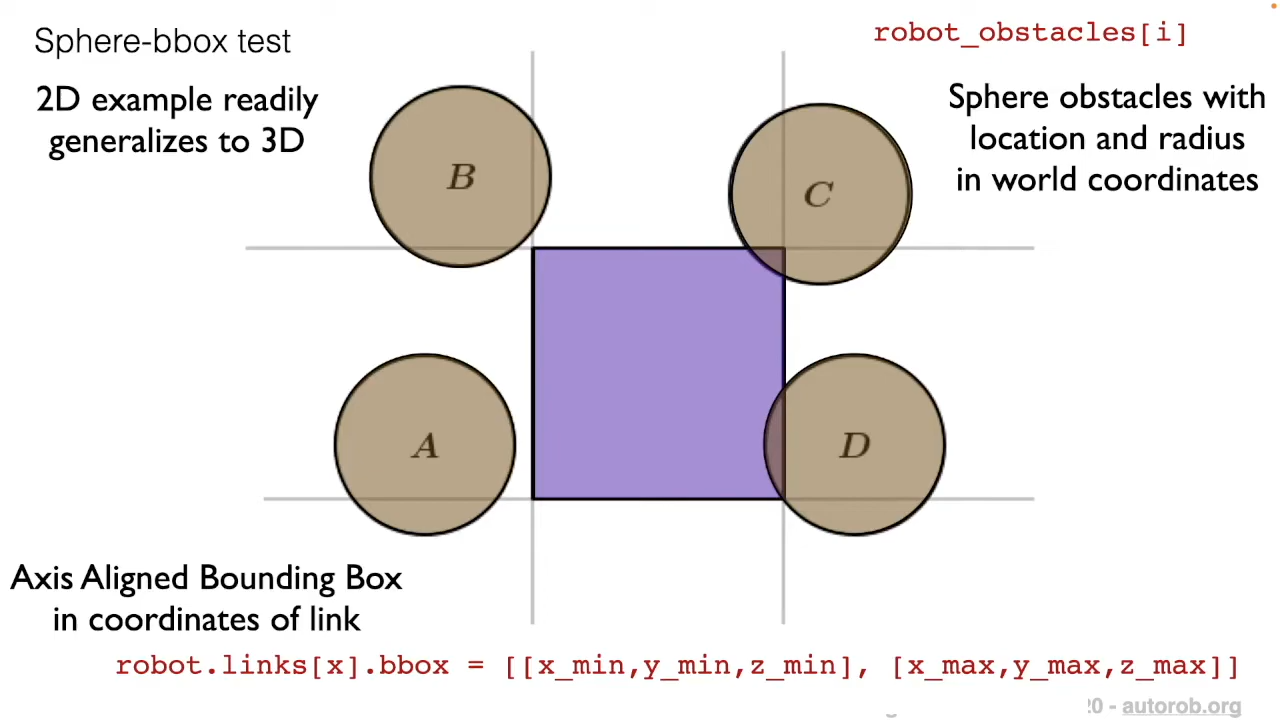 Sphere-bbox test
robot_obstacles[i]
2D example readily
generalizes to 3D
Sphere obstacles with
location and radius
in world coordinates
B
C
A
D
Axis Aligned Bounding Box
in coordinates of link
robot.links[x].bbox = [[x_min,y_min,z_min], [x_max,y_max,z_max]]
20 - autorob.org